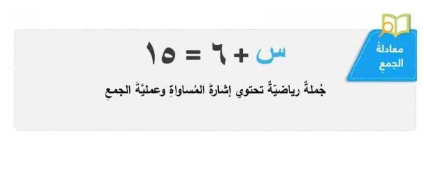 معادلةُ
الجمعِ
س + ٦ = ١٥
جُملةٌ رياضيّةٌ تحتوي إشارةَ المُساواةِ وعمليَّةَ الجمعِ